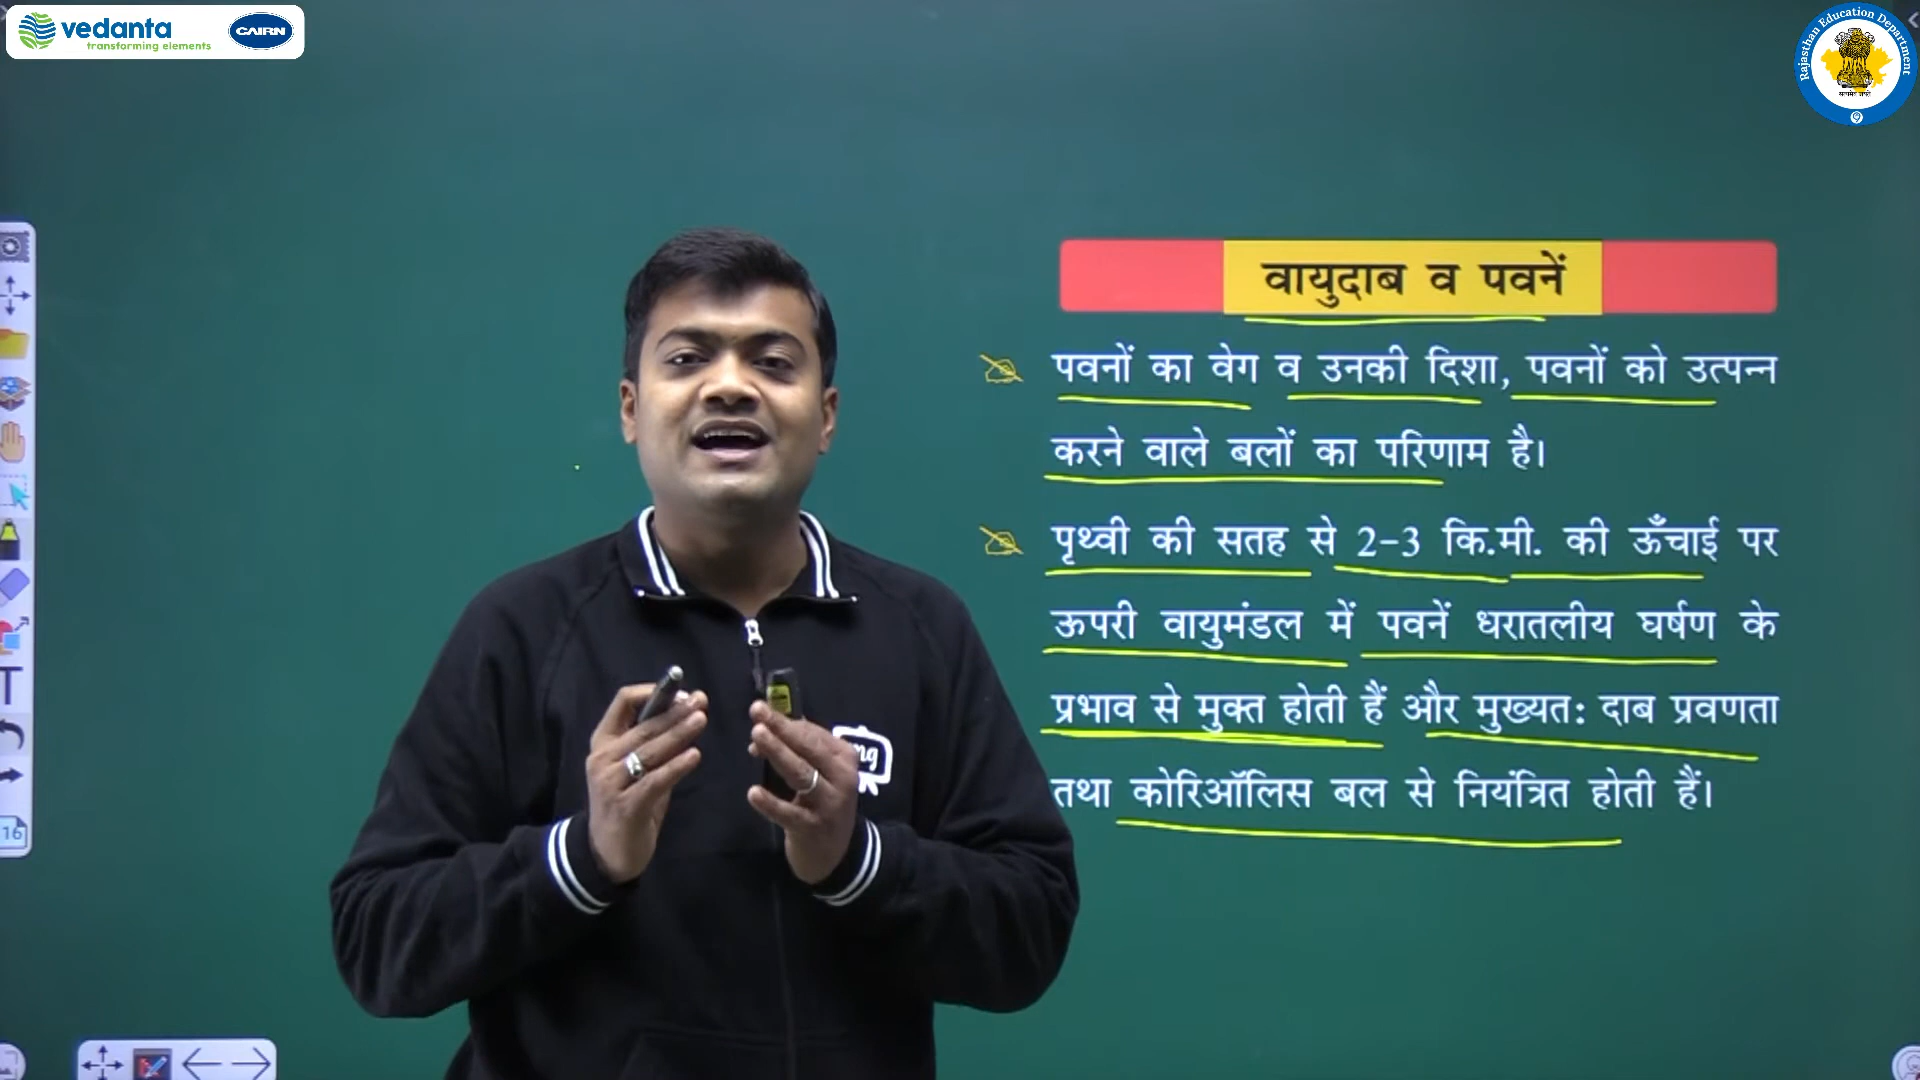 vedanta
transforming elements
CAIRN
Rajasthan Education Department
वायुदाब व पवनें
पवनों का वेग व उनकी दिशा, पवनों को उत्पन्न
करने वाले बलों का परिणाम है।
पृथ्वी की सतह से 2-3 कि.मी. की ऊँचाई पर
ऊपरी वायुमंडल में पवनें धरातलीय घर्षण के
प्रभाव से मुक्त होती हैं और मुख्यत: दाब प्रवणता
तथा कोरिऑलिस बल से नियंत्रित होती हैं।
mg
T
16